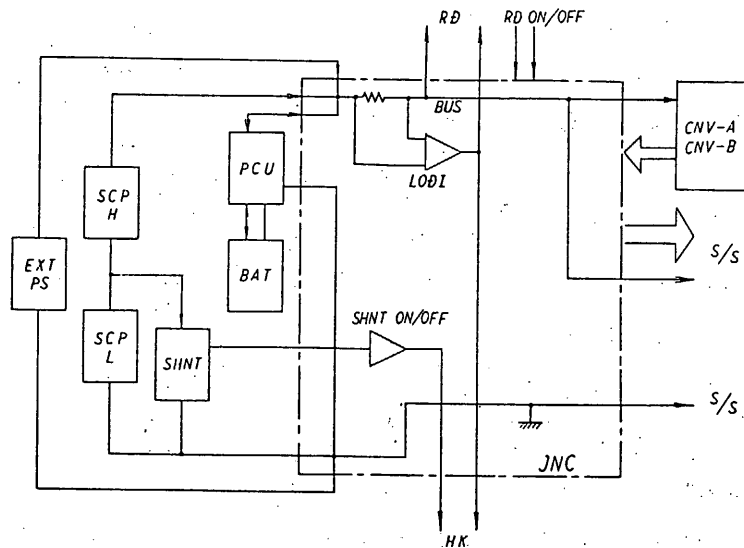 RD
RD ON/OFF
BUS
CNV-A
CNV-B
PCU
LODI
SCP
H
S/S
EXT
PS
BAT
SHNT ON/OFF
SCP
L
SHNT
S/S
JNC
HK